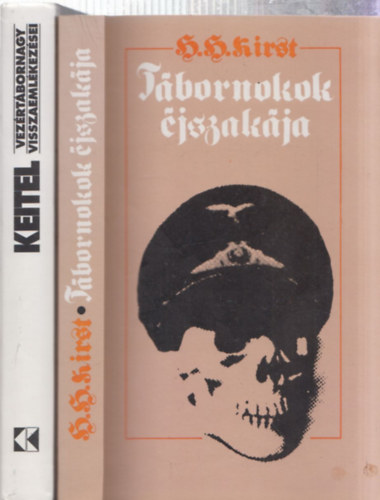 KEITEL
VEZÉRTÁBORNAGY
VISSZAEMLÉKEZÉSEI
H.H.Kirst • Tábornokok éjszakája
H.H.Kirst
Tábornokok
éjszakája